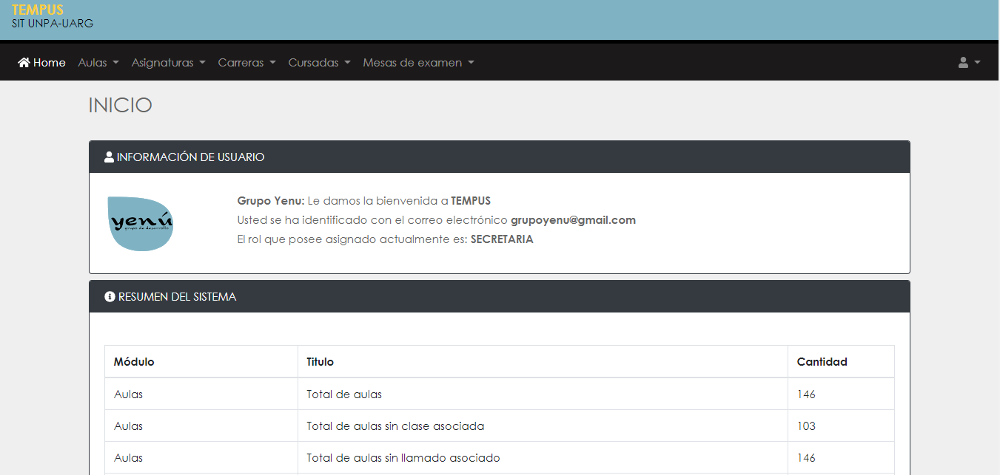 TEMPUS
SIT UNPA-UARG
Home Aulas Asignaturas Carreras Cursadas Mesas de examen
INICIO
INFORMACIÓN DE USUARIO
yenú
grupo de desarrollo
Grupo Yenu: Le damos la bienvenida a TEMPUS
Usted se ha identificado con el correo electrónico grupoyenu@gmail.com
El rol que posee asignado actualmente es: SECRETARIA
RESUMEN DEL SISTEMA
Módulo Titulo Cantidad
Aulas Total de aulas 146
Aulas Total de aulas sin clase asociada 103
Aulas Total de aulas sin llamado asociado 146